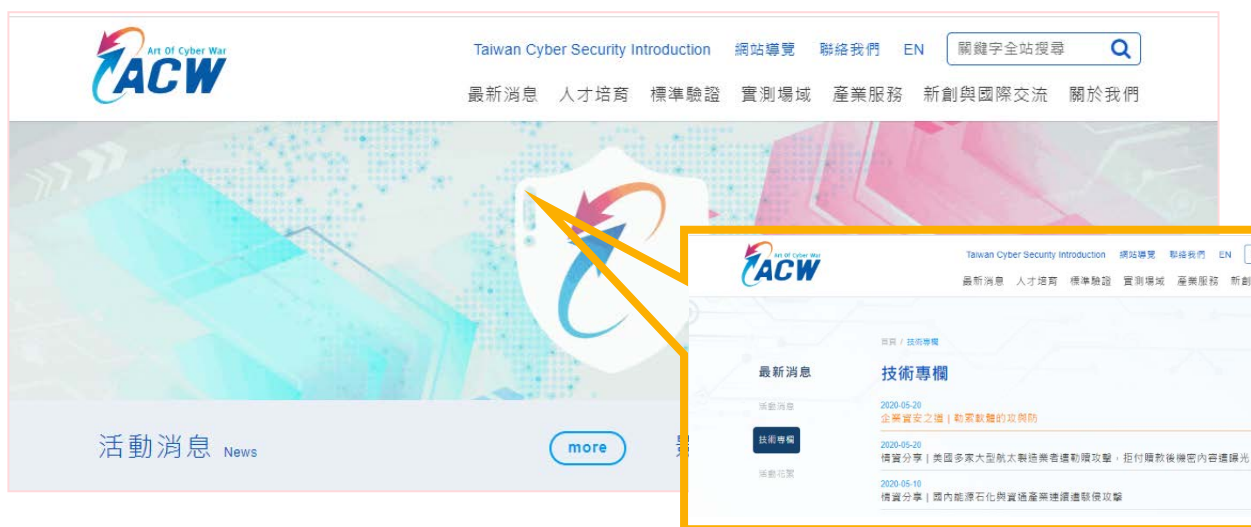 Art Of Cyber War
ACW
Taiwan Cyber Security Introduction 網站導覽 聯絡我們 EN 關鍵字全站搜尋
最新消息 人才培育 標準驗證 實測場域 產業服務 新創與國際交流 關於我們
活動消息 News more
Art Of Cyber War
ACW
Taiwan Cyber Security Introduction 網站導覽 聯絡我們 EN
最新消息 人才培育 標準驗證 實測場域 產業服務 新創
首頁 / 技術專欄
最新消息
技術專欄
活動消息
技術專欄
活動花絮
2020-05-20
企業資安之道 | 勒索軟體的攻與防
2020-05-20
情資分享 | 美國多家大型航太製造業者遭勒贖攻擊，拒付贖款後機密內容遭曝光
2020-05-10
情資分享 | 國內能源石化與資通產業連續遭駭侵攻擊